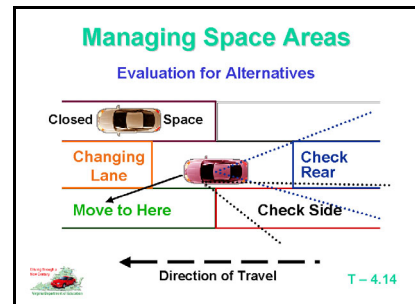 Managing Space Areas
Evaluation for Alternatives
Closed Space
Changing
Lane
Check
Rear
Move to Here
Check Side
Direction of Travel
T – 4.14